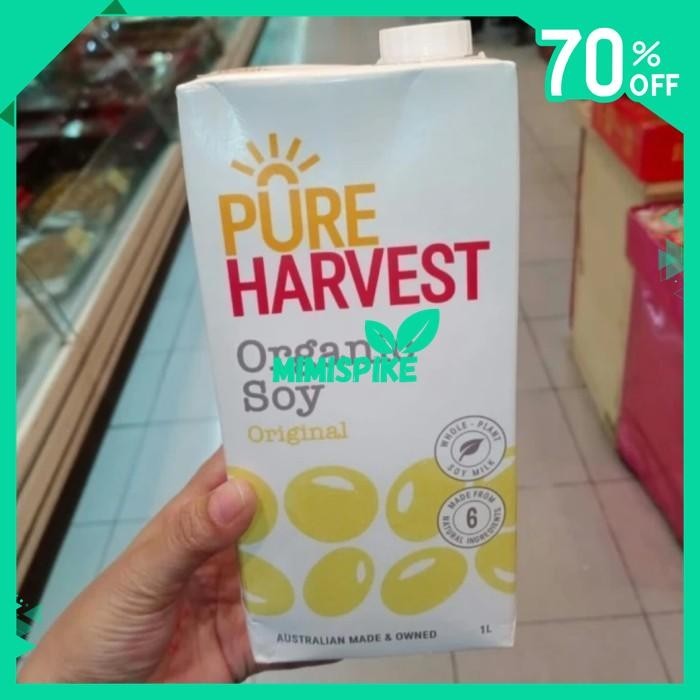 70%
OFF
PURE
HARVEST
Organic
MIMISPIKE
Soy
Original
WHOLE - PLANT
SOY MILK
MADE FROM
6
NATURAL INGREDIENTS
AUSTRALIAN MADE & OWNED
1L